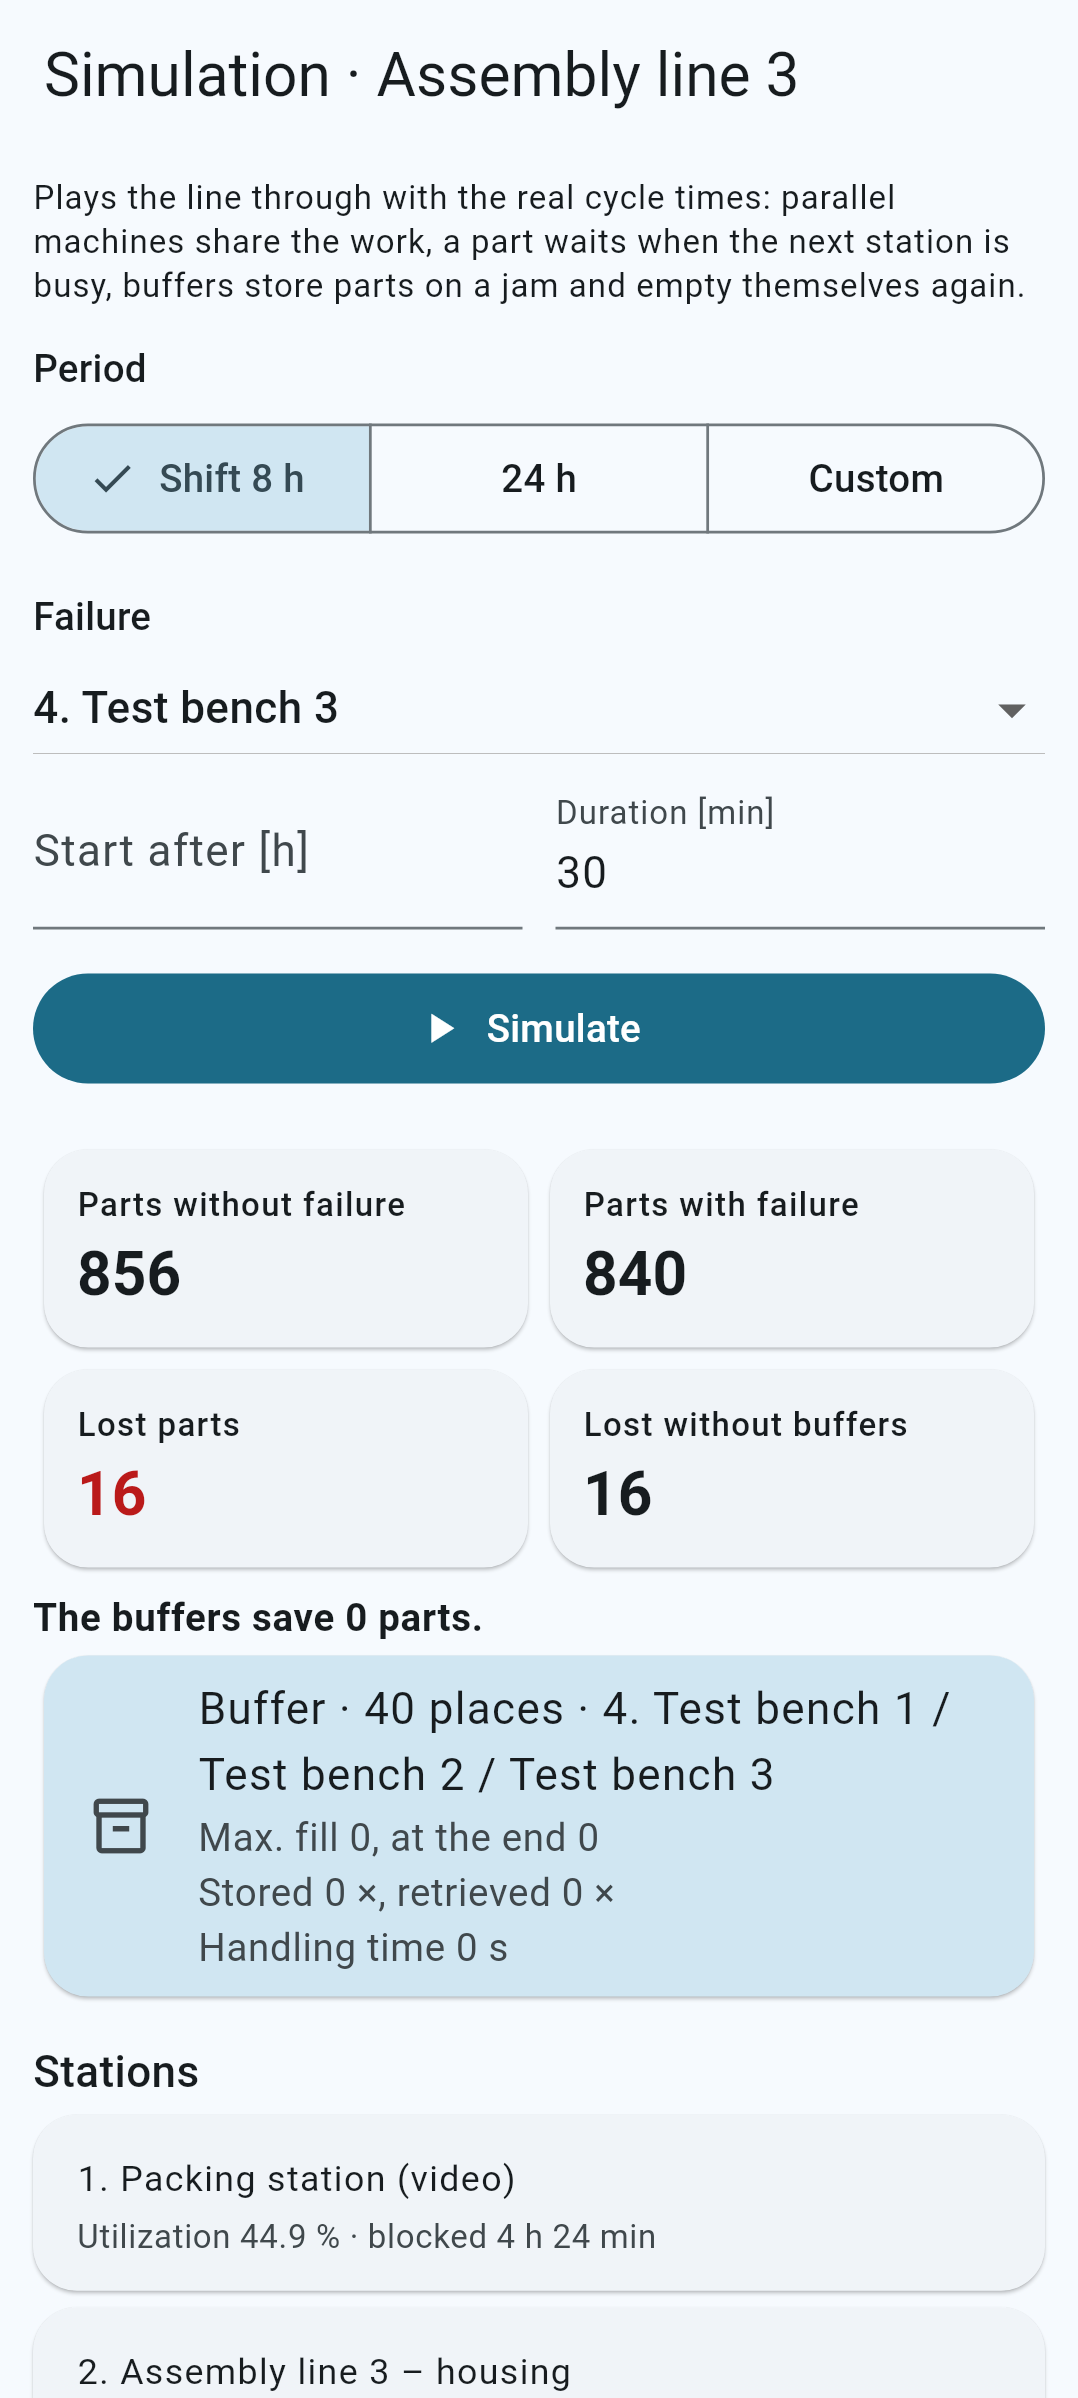 Simulation · Assembly line 3
Plays the line through with the real cycle times: parallel
machines share the work, a part waits when the next station is
busy, buffers store parts on a jam and empty themselves again.
Period
Shift 8 h
24 h
Custom
Failure
4. Test bench 3
Start after [h]
Duration [min]
30
Simulate
Parts without failure
856
Parts with failure
840
Lost parts
16
Lost without buffers
16
The buffers save 0 parts.
Buffer · 40 places · 4. Test bench 1 /
Test bench 2 / Test bench 3
Max. fill 0, at the end 0
Stored 0 ×, retrieved 0 ×
Handling time 0 s
Stations
1. Packing station (video)
Utilization 44.9 % · blocked 4 h 24 min
2. Assembly line 3 – housing